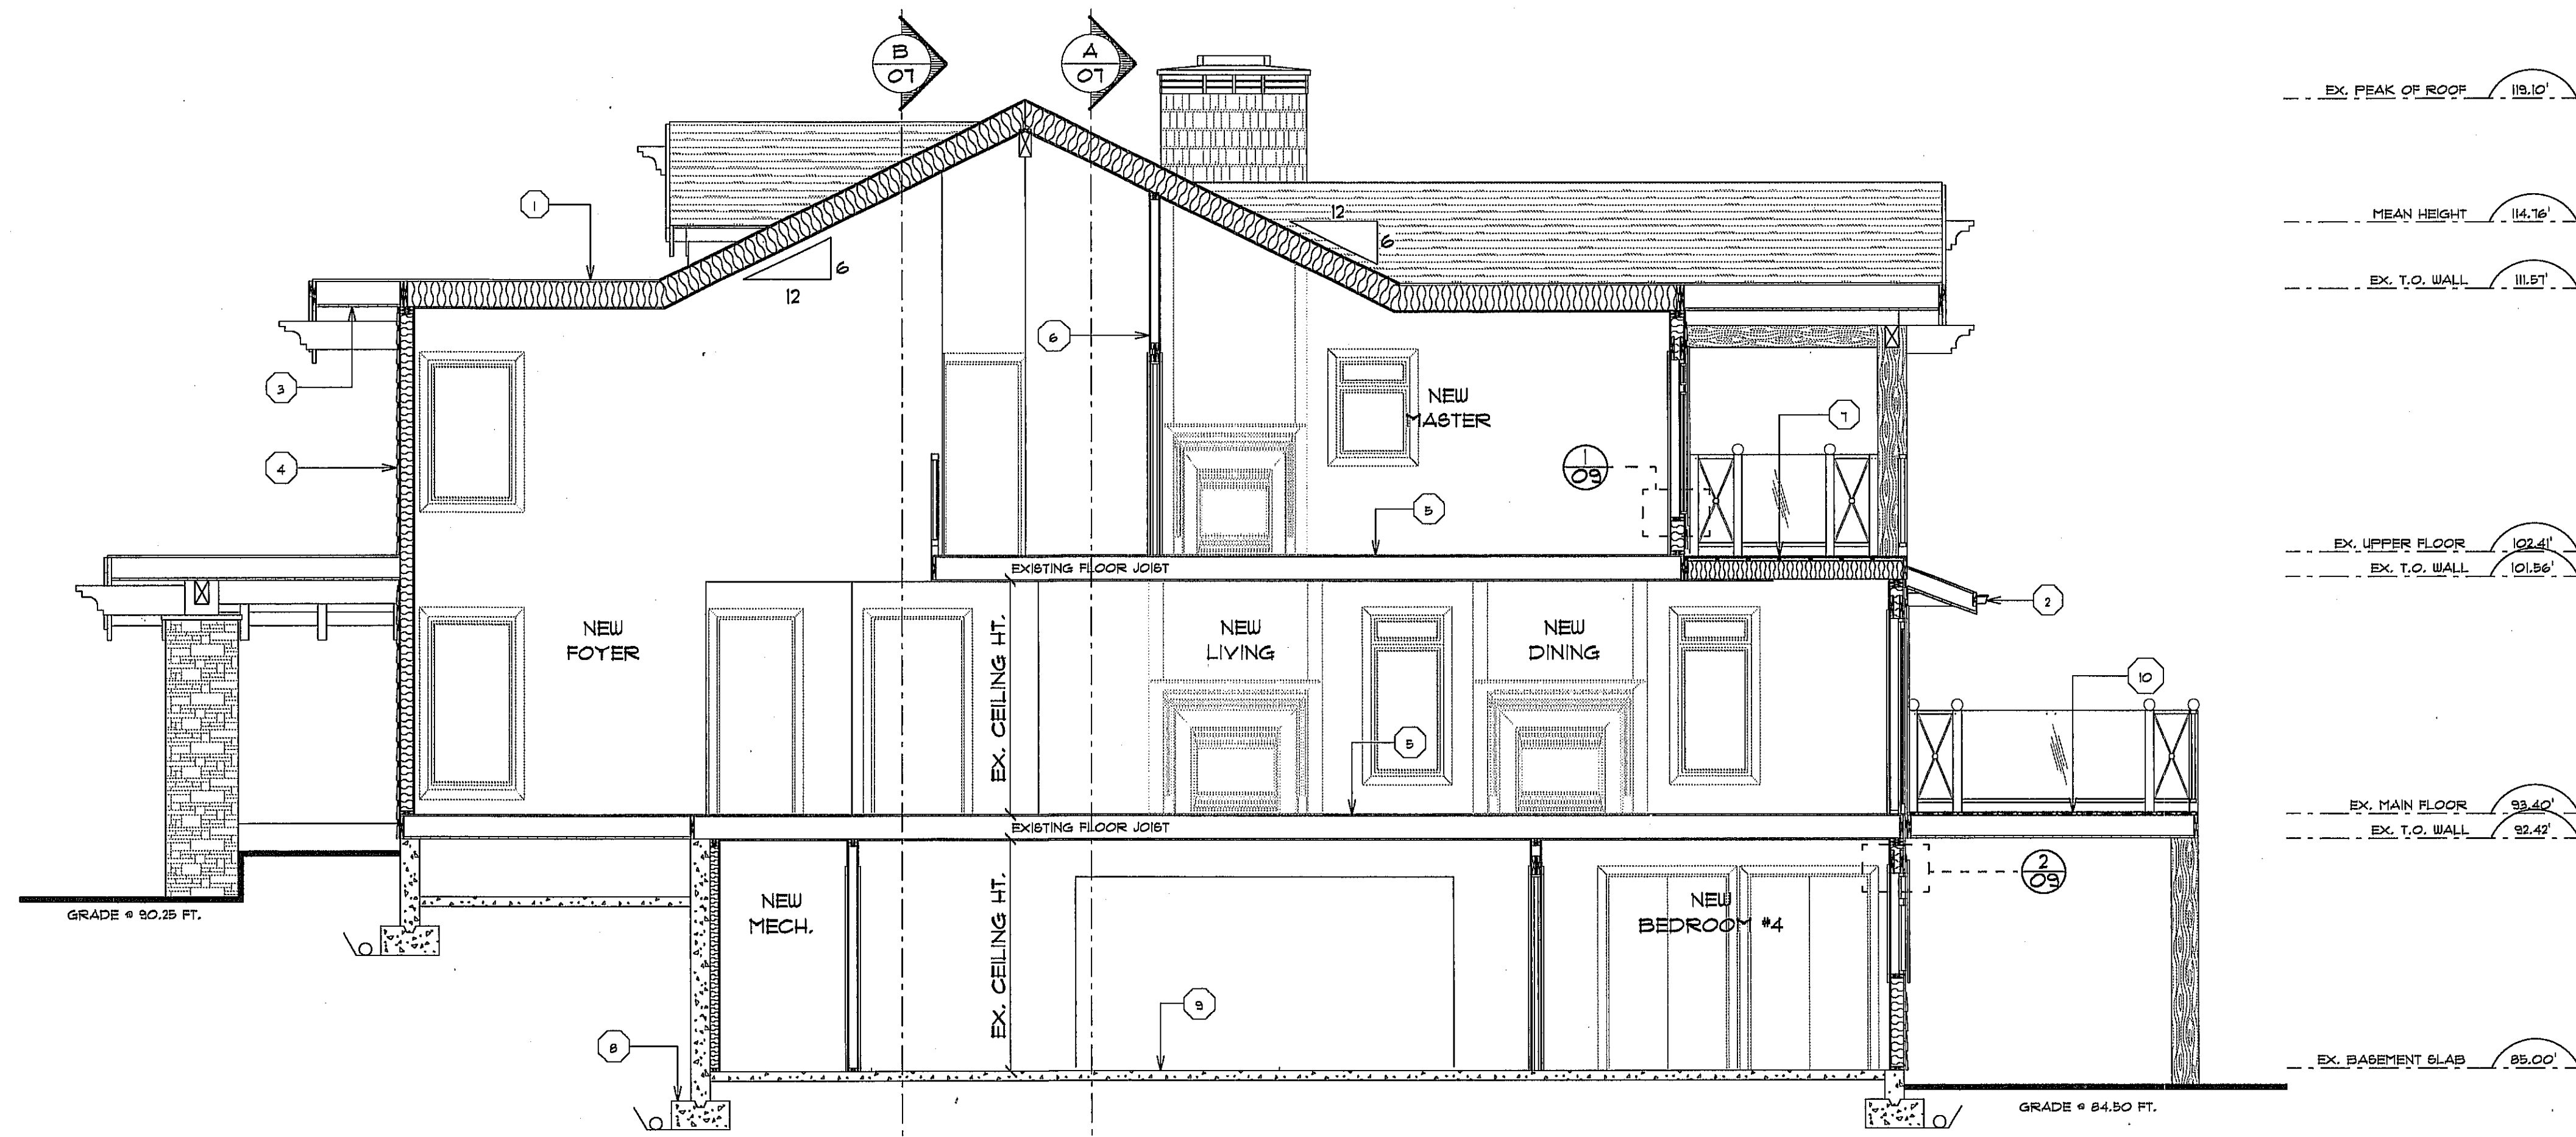 B
07
A
07
EX. PEAK OF ROOF 119.10'
1
12
6
MEAN HEIGHT 114.76'
6
12
EX. T.O. WALL 111.57'
6
3
NEW
MASTER
7
4
1
09
5
EX. UPPER FLOOR 102.41'
EXISTING FLOOR JOIST
EX. T.O. WALL 101.56'
2
NEW
FOYER
EX. CEILING HT.
NEW
LIVING
NEW
DINING
10
5
EX. MAIN FLOOR 93.40'
EXISTING FLOOR JOIST
EX. T.O. WALL 92.42'
2
09
GRADE @ 90.25 FT.
NEW
MECH.
EX. CEILING HT.
NEW
BEDROOM #4
9
8
EX. BASEMENT SLAB 85.00'
GRADE @ 84.50 FT.